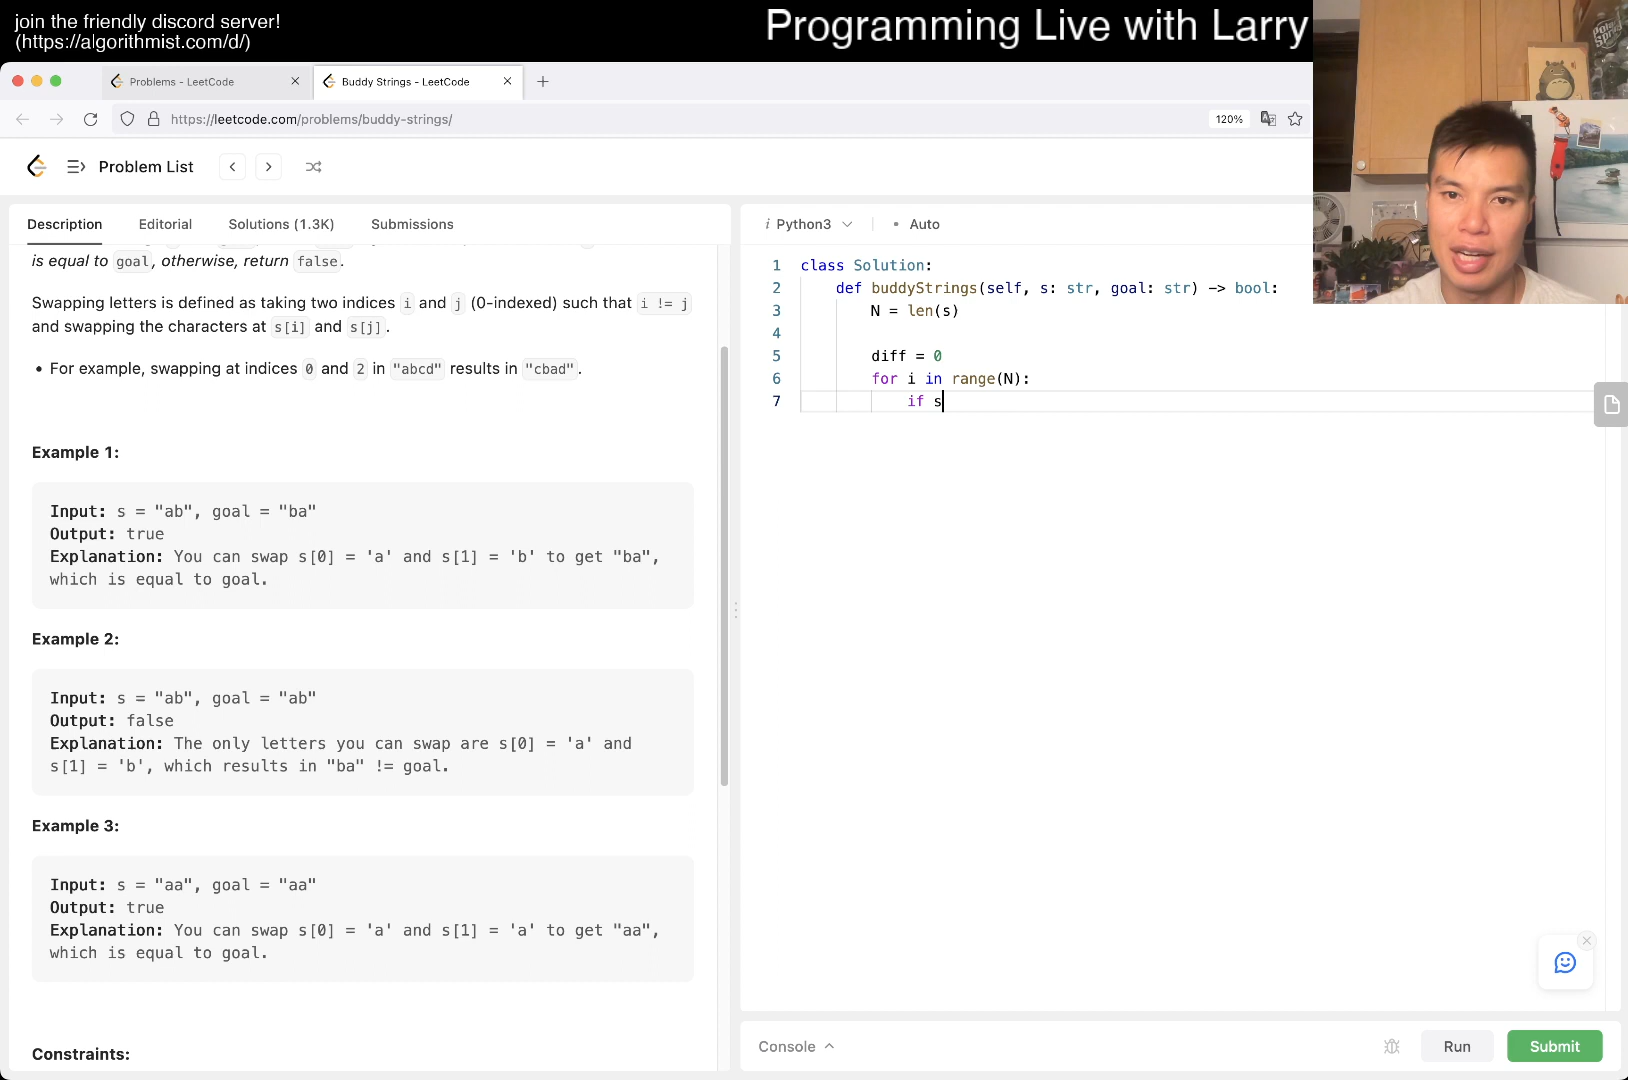 join the friendly discord server!
(https://algorithmist.com/d/)
Programming Live with Larry
Problems - LeetCode
Buddy Strings - LeetCode
https://leetcode.com/problems/buddy-strings/
120%
Problem List
Description
Editorial
Solutions (1.3K)
Submissions
is equal to goal, otherwise, return false.
Swapping letters is defined as taking two indices i and j (0-indexed) such that i != j
and swapping the characters at s[i] and s[j].
• For example, swapping at indices 0 and 2 in "abcd" results in "cbad".
Example 1:
Input: s = "ab", goal = "ba"
Output: true
Explanation: You can swap s[0] = 'a' and s[1] = 'b' to get "ba",
which is equal to goal.
Example 2:
Input: s = "ab", goal = "ab"
Output: false
Explanation: The only letters you can swap are s[0] = 'a' and
s[1] = 'b', which results in "ba" != goal.
Example 3:
Input: s = "aa", goal = "aa"
Output: true
Explanation: You can swap s[0] = 'a' and s[1] = 'a' to get "aa",
which is equal to goal.
Constraints:
i Python3
Auto
1 class Solution:
2 def buddyStrings(self, s: str, goal: str) -> bool:
3 N = len(s)
4
5 diff = 0
6 for i in range(N):
7 if s
Console
Run
Submit